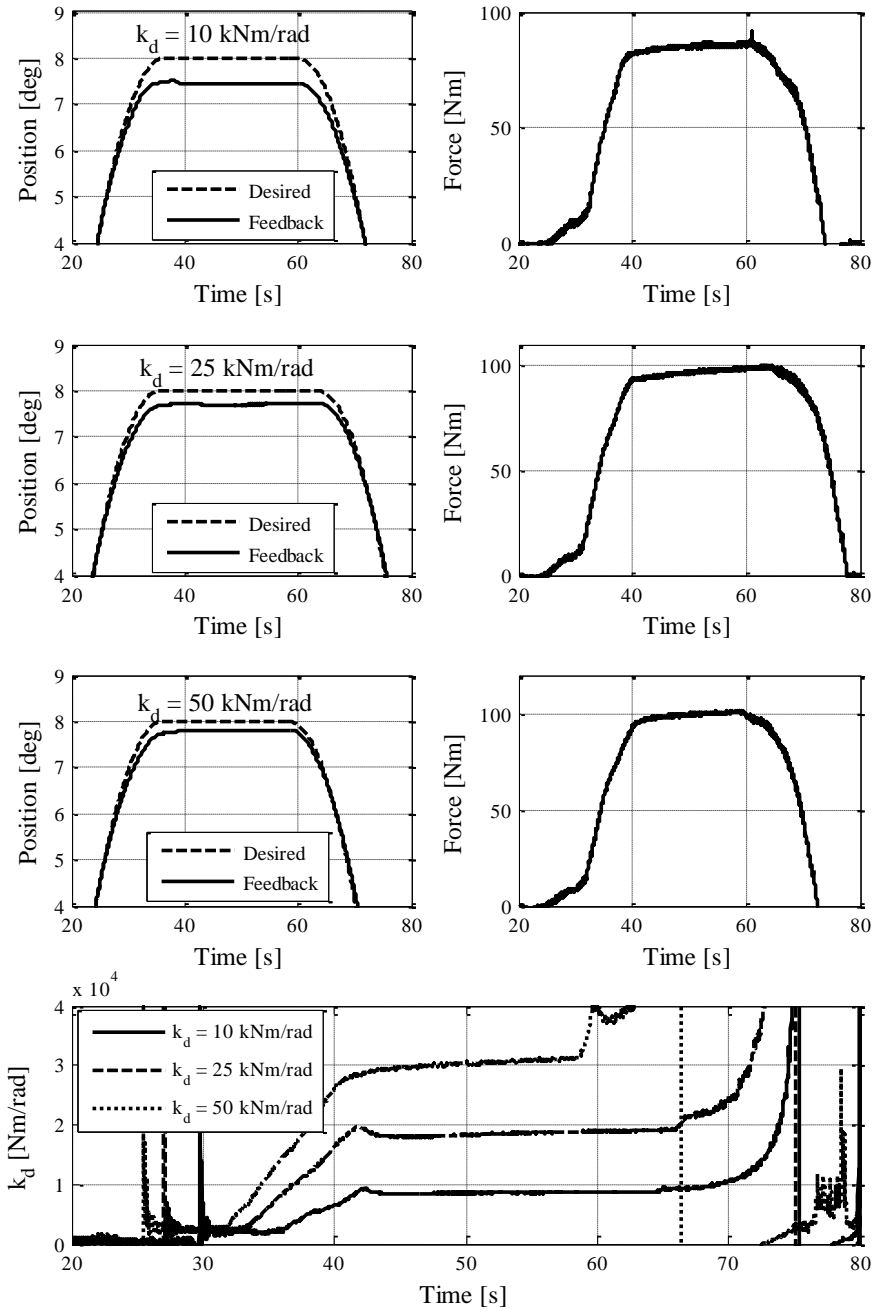 k_d = 10 kNm/rad
Position [deg]
9
8
7
6
5
4
Desired
Feedback
20 40 60 80
Time [s]
Force [Nm]
100
50
0
20 40 60 80
Time [s]
k_d = 25 kNm/rad
Position [deg]
9
8
7
6
5
4
Desired
Feedback
20 40 60 80
Time [s]
Force [Nm]
100
50
0
20 40 60 80
Time [s]
k_d = 50 kNm/rad
Position [deg]
9
8
7
6
5
4
Desired
Feedback
20 40 60 80
Time [s]
Force [Nm]
100
50
0
20 40 60 80
Time [s]
x 10^4
k_d [Nm/rad]
4
3
2
1
0
k_d = 10 kNm/rad
k_d = 25 kNm/rad
k_d = 50 kNm/rad
20 30 40 50 60 70 80
Time [s]